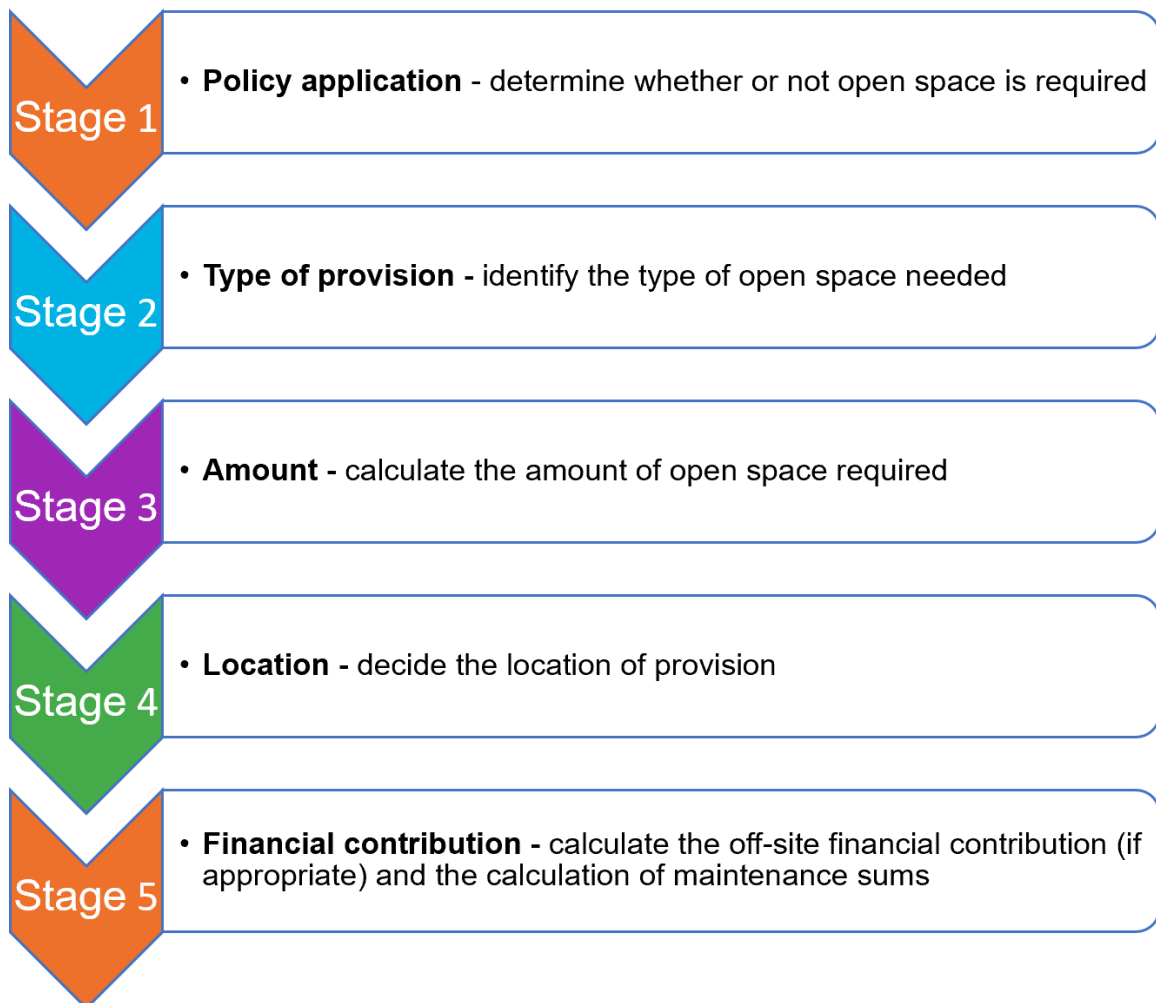 Stage 1
• Policy application - determine whether or not open space is required
Stage 2
• Type of provision - identify the type of open space needed
Stage 3
• Amount - calculate the amount of open space required
Stage 4
• Location - decide the location of provision
Stage 5
• Financial contribution - calculate the off-site financial contribution (if
appropriate) and the calculation of maintenance sums